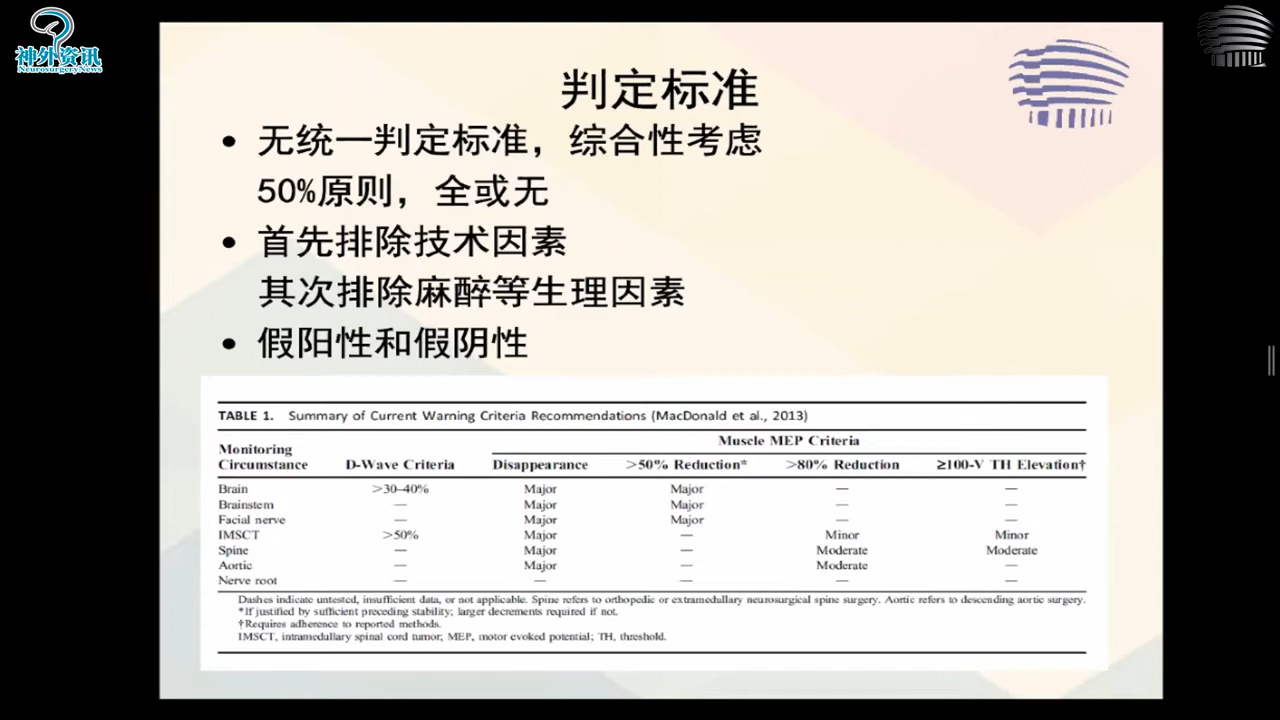 神外资讯
NeurosurgeryNews
判定标准
• 无统一判定标准，综合性考虑
50%原则，全或无
• 首先排除技术因素
其次排除麻醉等生理因素
• 假阳性和假阴性
TABLE 1. Summary of Current Warning Criteria Recommendations (MacDonald et al., 2013)
Muscle MEP Criteria
Monitoring
Circumstance D-Wave Criteria Disappearance >50% Reduction* >80% Reduction ≥100-V TH Elevation†
Brain >30–40% Major Major — —
Brainstem — Major Major — —
Facial nerve — Major Major — —
IMSCT >50% Major — Minor Minor
Spine — Major — Moderate Moderate
Aortic — Major — Moderate —
Nerve root — — — — —
Dashes indicate untested, insufficient data, or not applicable. Spine refers to orthopedic or extramedullary neurosurgical spine surgery. Aortic refers to descending aortic surgery.
*If justified by sufficient preceding stability; larger decrements required if not.
†Requires adherence to reported methods.
IMSCT, intramedullary spinal cord tumor; MEP, motor evoked potential; TH, threshold.